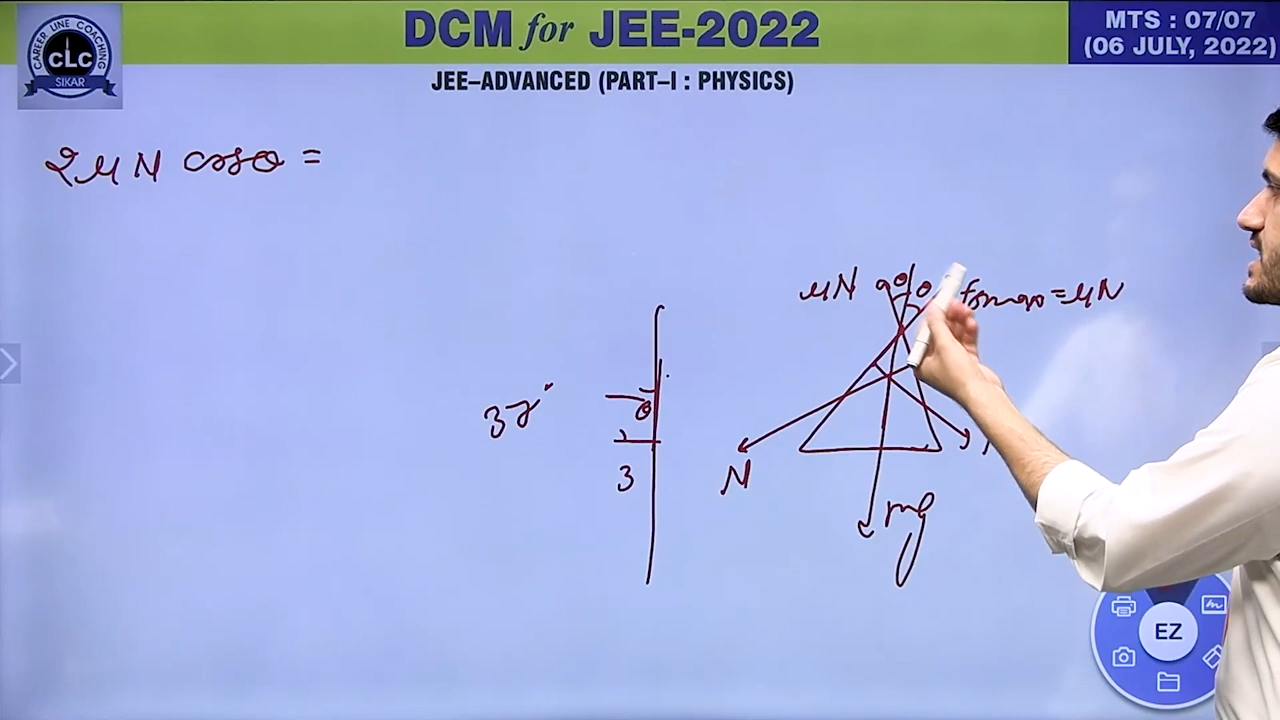 CAREER LINE COACHING
CLC
SIKAR
DCM for JEE-2022
MTS : 07/07
(06 JULY, 2022)
JEE–ADVANCED (PART–I : PHYSICS)
2μN cosθ =
μN θ θ fsmax = μN
37°
θ
3
N
mg
EZ